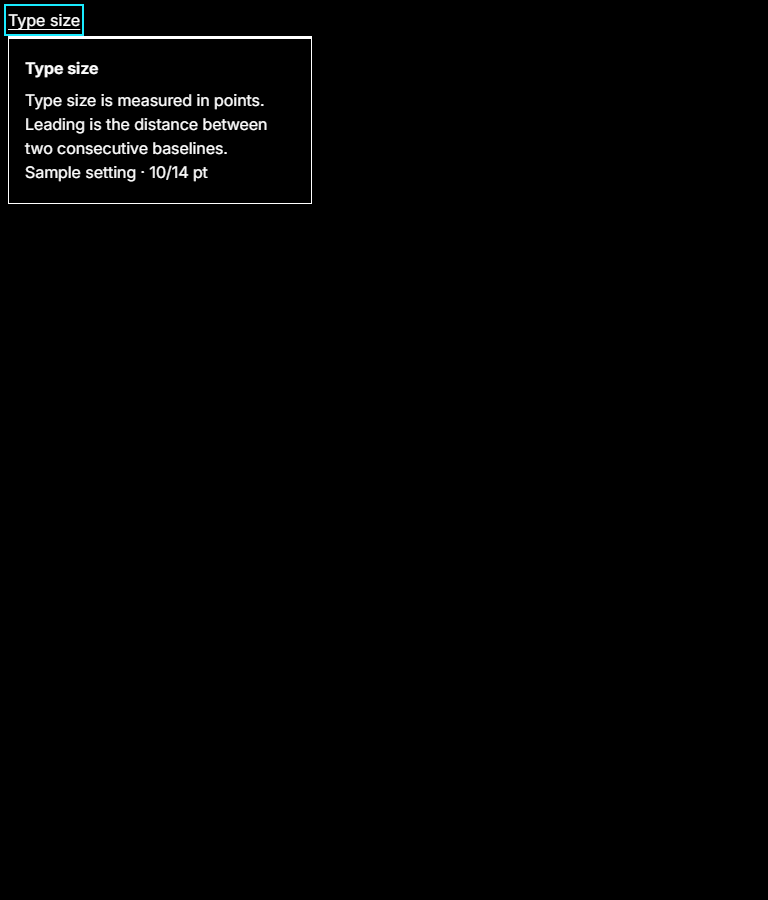 Type size
Type size
Type size is measured in points.
Leading is the distance between
two consecutive baselines.
Sample setting · 10/14 pt